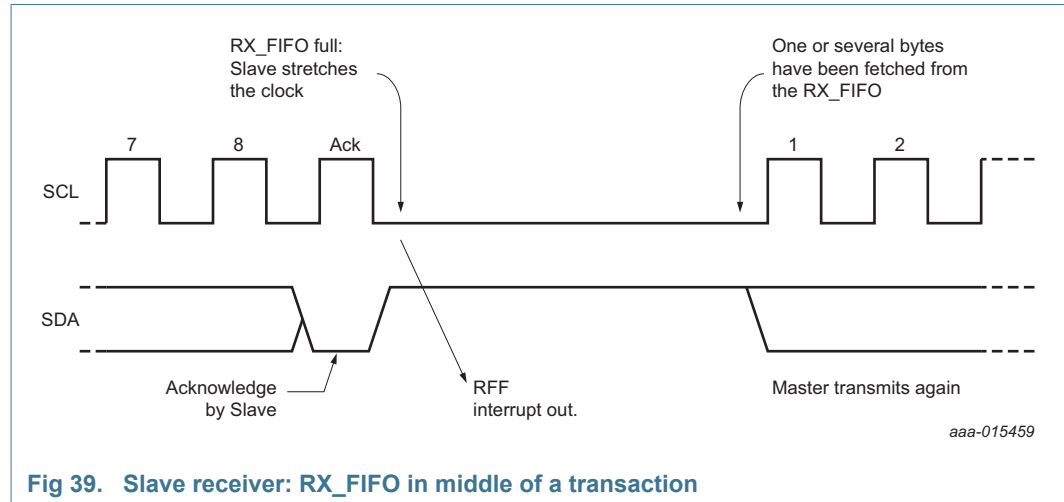 RX_FIFO full:
Slave stretches
the clock
One or several bytes
have been fetched from
the RX_FIFO
7
8
Ack
1
2
SCL
SDA
Acknowledge
by Slave
RFF
interrupt out.
Master transmits again
aaa-015459
Fig 39. Slave receiver: RX_FIFO in middle of a transaction